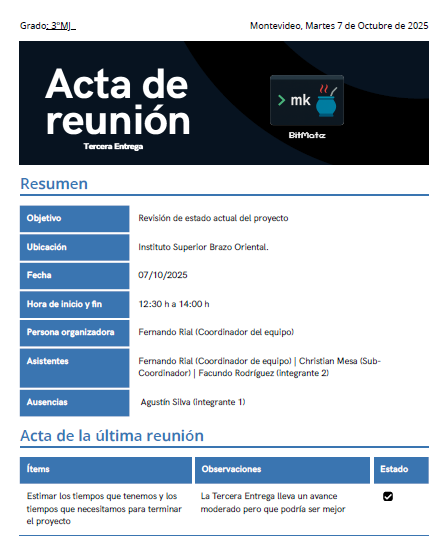 Grado: 3°MJ_
Montevideo, Martes 7 de Octubre de 2025
Acta de
reunión
Tercera Entrega
> mk
BitMate
Resumen
Objetivo
Revisión de estado actual del proyecto
Ubicación
Instituto Superior Brazo Oriental.
Fecha
07/10/2025
Hora de inicio y fin
12:30 h a 14:00 h
Persona organizadora
Fernando Rial (Coordinador del equipo)
Asistentes
Fernando Rial (Coordinador de equipo) | Christian Mesa (Sub-
Coordinador) | Facundo Rodríguez (integrante 2)
Ausencias
Agustín Silva (integrante 1)
Acta de la última reunión
Ítems
Observaciones
Estado
Estimar los tiempos que tenemos y los
tiempos que necesitamos para terminar
el proyecto
La Tercera Entrega lleva un avance
moderado pero que podría ser mejor